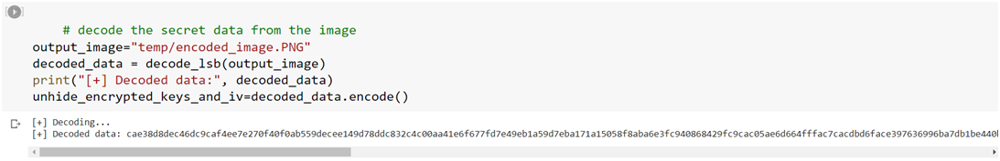 # decode the secret data from the image
output_image="temp/encoded_image.PNG"
decoded_data = decode_lsb(output_image)
print("[+] Decoded data:", decoded_data)
unhide_encrypted_keys_and_iv=decoded_data.encode()
[+] Decoding...
[+] Decoded data: cae38d8dec46dc9caf4ee7e270f40f0ab559decee149d78ddc832c4c00aa41e6f677fd7e49eb1a59d7eba171a15058f8aba6e3fc940868429fc9cac05ae6d664fffac7cacdbd6face397636996ba7db1be440